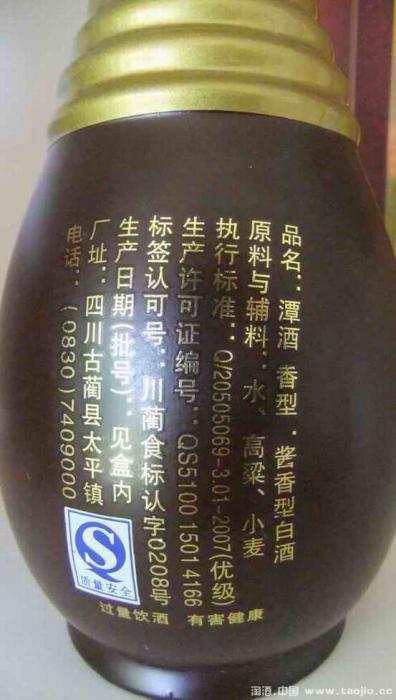 品名：潭酒 香型：酱香型白酒
原料与辅料：水、高粱、小麦
执行标准：Q/20505069-3.01-2007(优级)
生产许可证编号：QS5100 1501 4166
标签认可号：川蔺食标认字0208号
生产日期(批号)：见盒内
厂址：四川古蔺县太平镇
电话：(0830)7409000
质量安全
过量饮酒 有害健康
淘酒.中国 www.taojiu.cc